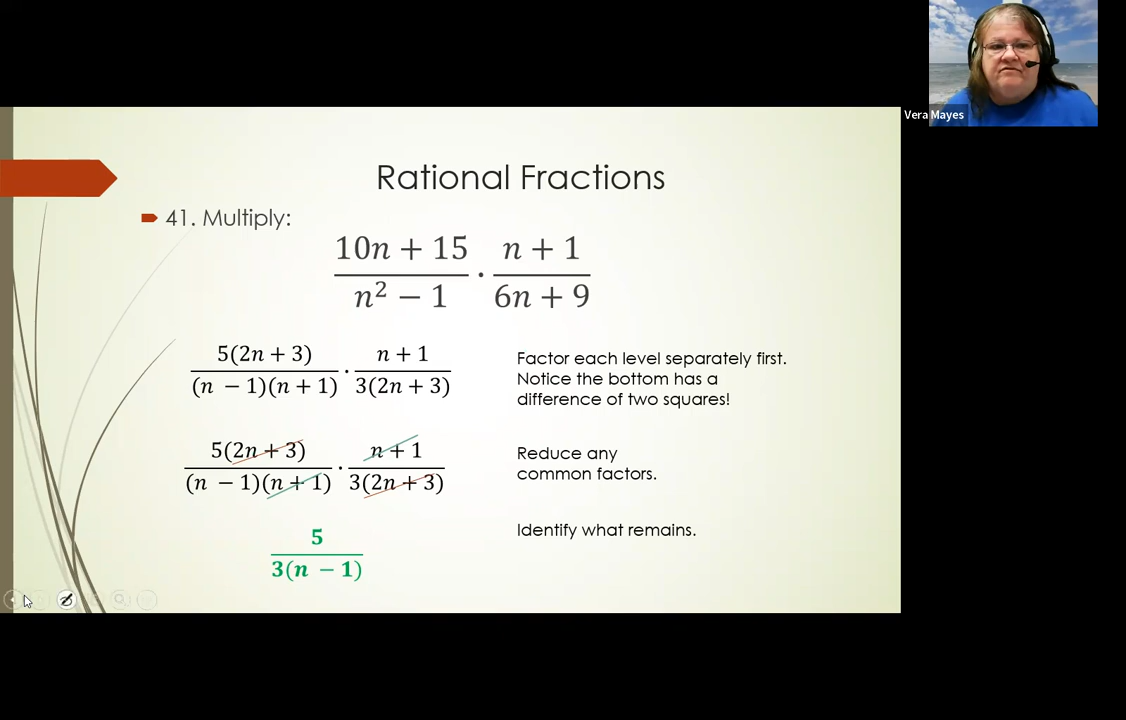 Vera Mayes
Rational Fractions
41. Multiply:
10n + 15 / n² − 1 · n + 1 / 6n + 9
5(2n + 3) / (n − 1)(n + 1) · n + 1 / 3(2n + 3)
Factor each level separately first.
Notice the bottom has a
difference of two squares!
5(2n + 3) / (n − 1)(n + 1) · n + 1 / 3(2n + 3)
Reduce any
common factors.
5 / 3(n − 1)
Identify what remains.